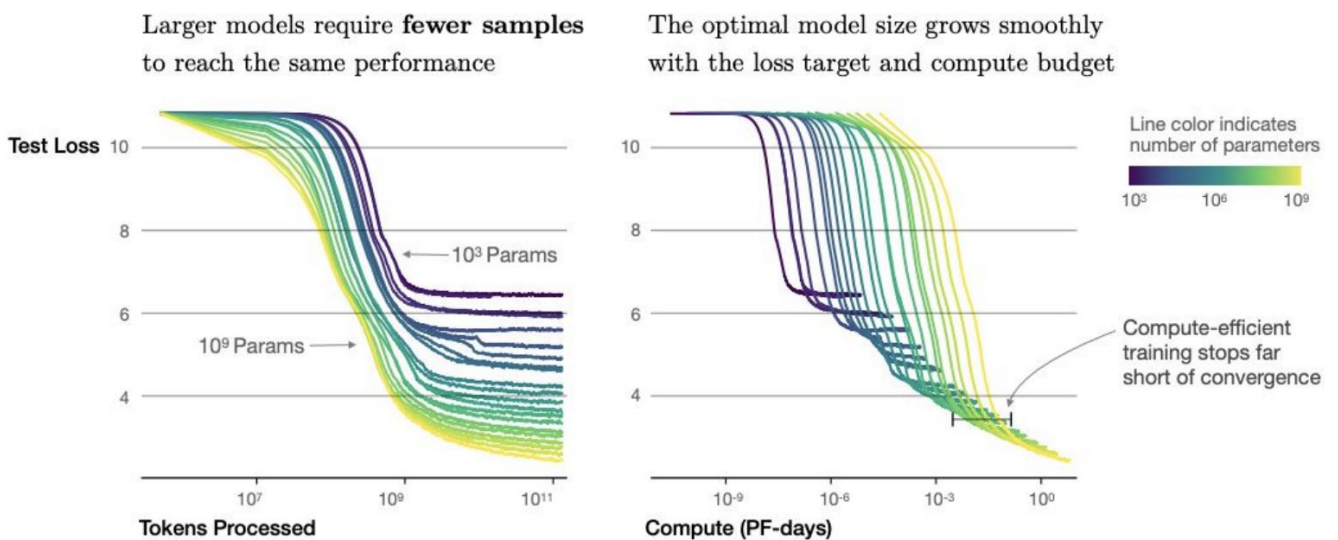 Larger models require fewer samples
to reach the same performance
The optimal model size grows smoothly
with the loss target and compute budget
Test Loss
10
8
6
4
10³ Params
10⁹ Params
10⁷
10⁹
10¹¹
Tokens Processed
10
8
6
4
10⁻⁹
10⁻⁶
10⁻³
10⁰
Compute (PF-days)
Line color indicates
number of parameters
10³
10⁶
10⁹
Compute-efficient
training stops far
short of convergence